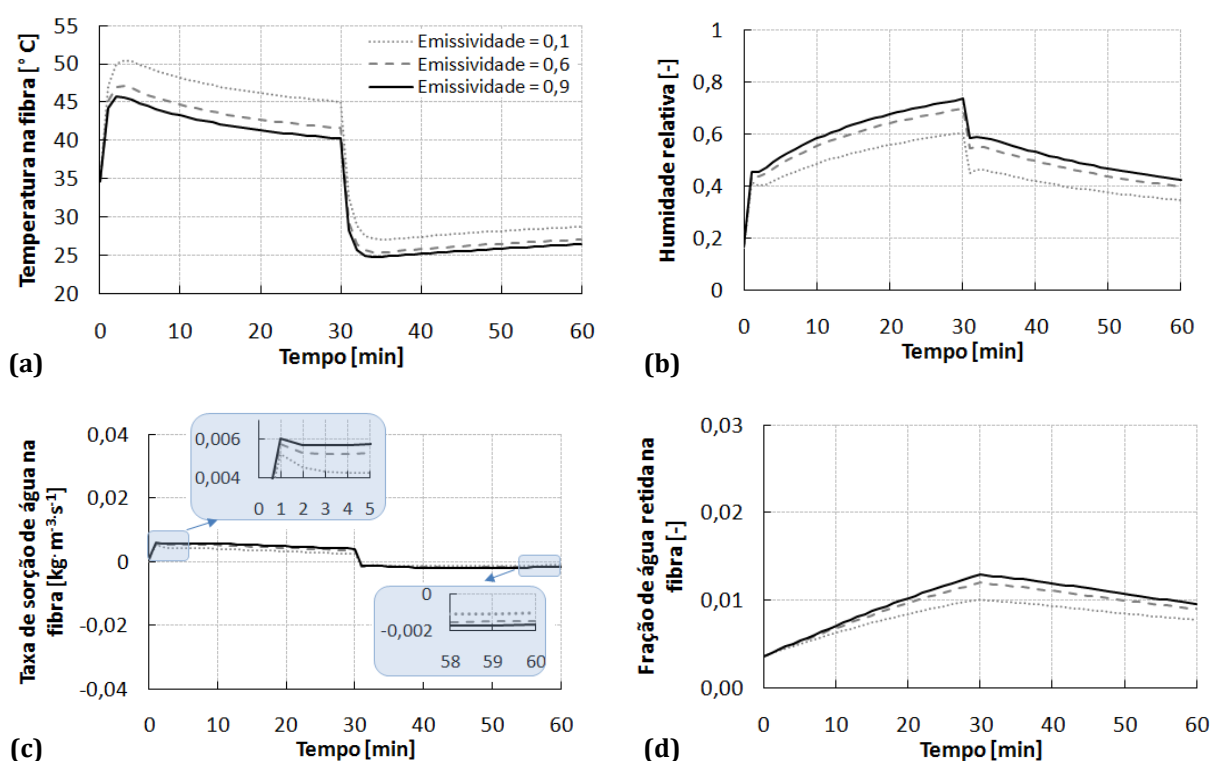 Temperatura na fibra [° C]
55
50
45
40
35
30
25
20
Emissividade = 0,1
Emissividade = 0,6
Emissividade = 0,9
0 10 20 30 40 50 60
Tempo [min]
(a)
Humidade relativa [-]
1
0,8
0,6
0,4
0,2
0
0 10 20 30 40 50 60
Tempo [min]
(b)
Taxa de sorção de água na
fibra [kg· m⁻³·s⁻¹]
0,04
0,02
0
-0,02
-0,04
0,006
0,004
0 1 2 3 4 5
0
-0,002
58 59 60
0 10 20 30 40 50 60
Tempo [min]
(c)
Fração de água retida na
fibra [-]
0,03
0,02
0,01
0,00
0 10 20 30 40 50 60
Tempo [min]
(d)